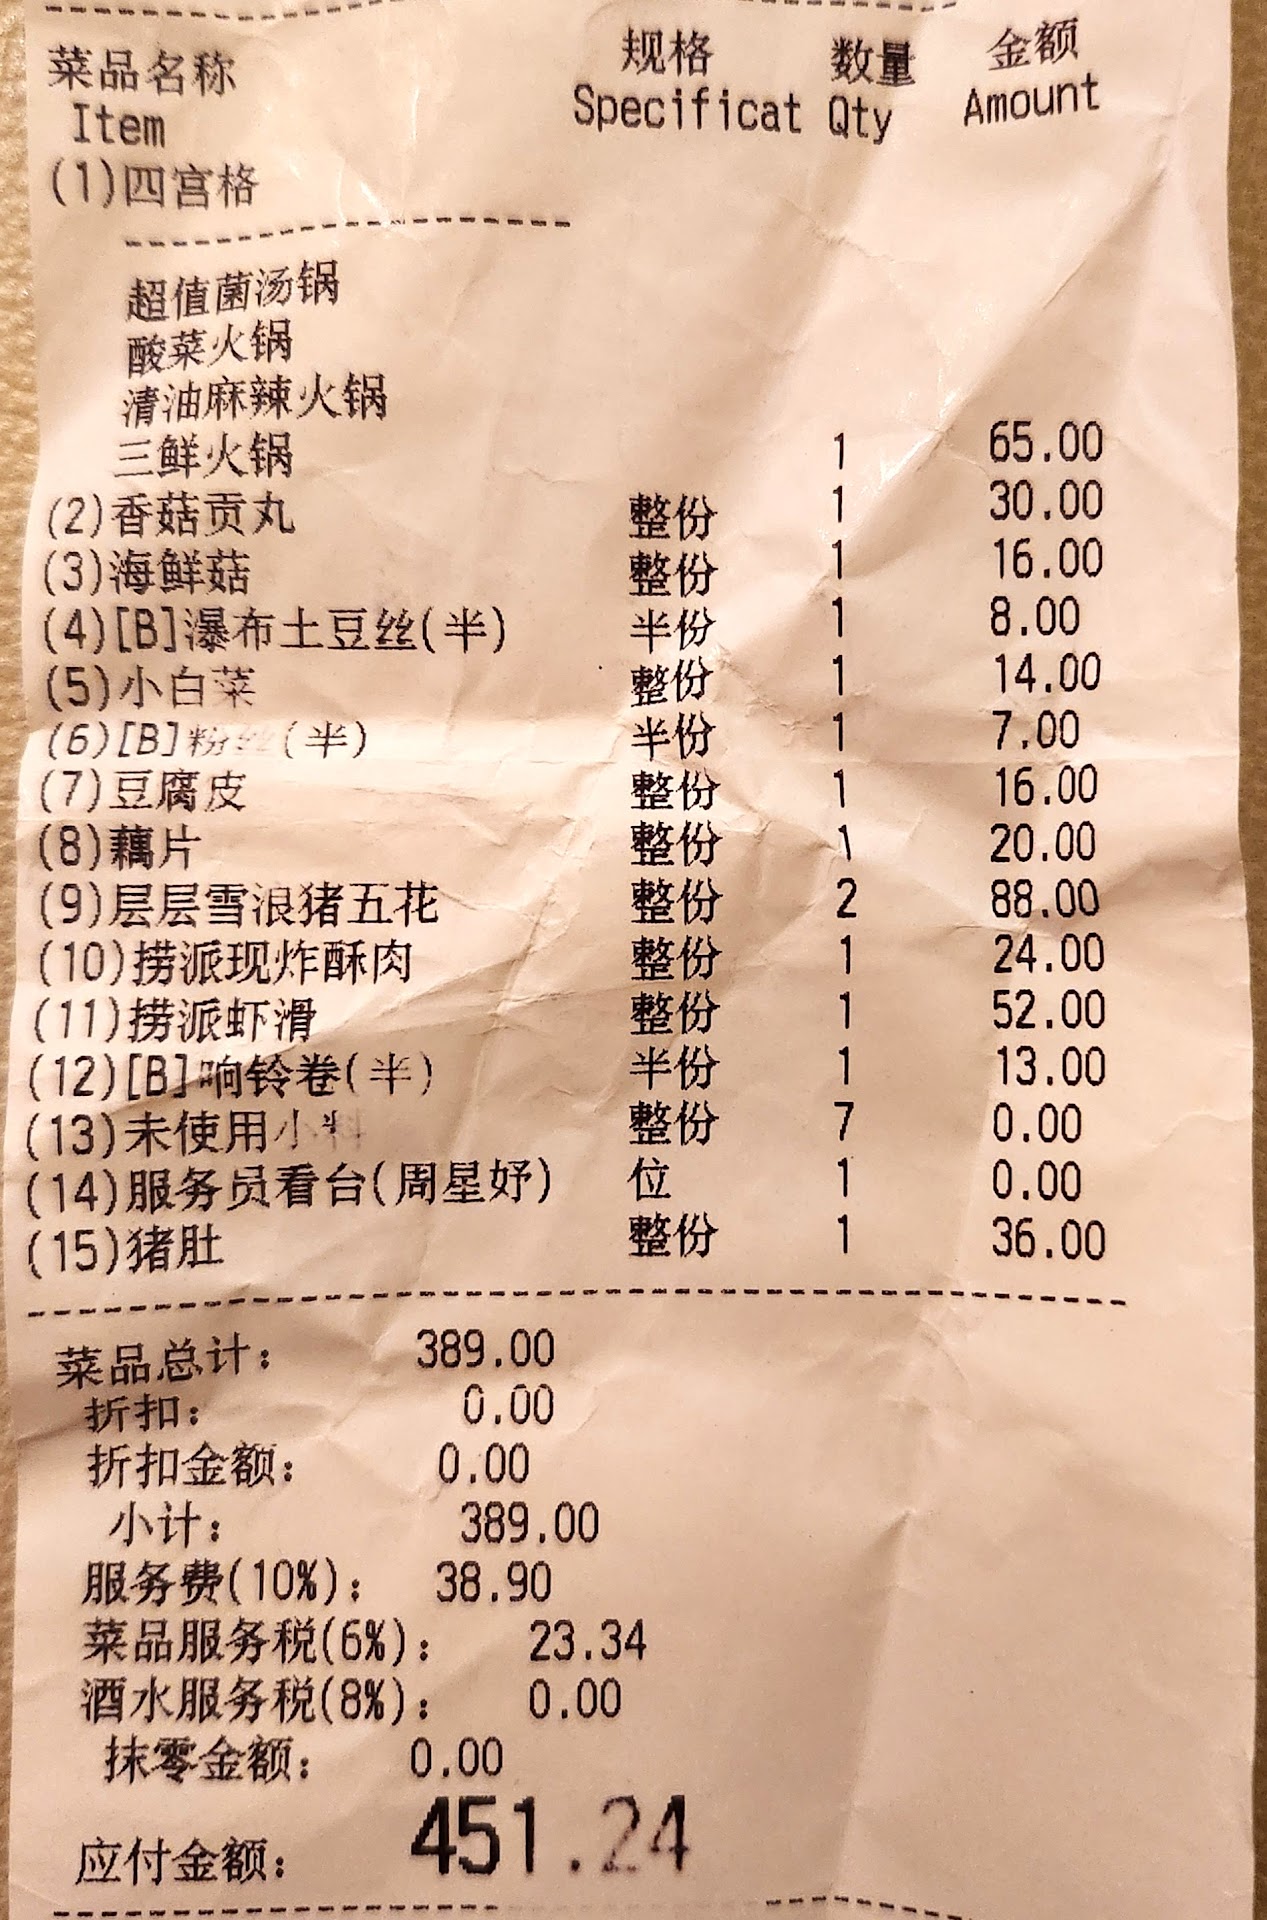 菜品名称 规格 数量 金额
Item Specificat Qty Amount
(1)四宫格
超值菌汤锅
酸菜火锅
清油麻辣火锅
三鲜火锅 1 65.00
(2)香菇贡丸 整份 1 30.00
(3)海鲜菇 整份 1 16.00
(4)[B]瀑布土豆丝(半) 半份 1 8.00
(5)小白菜 整份 1 14.00
(6)[B]粉丝(半) 半份 1 7.00
(7)豆腐皮 整份 1 16.00
(8)藕片 整份 1 20.00
(9)层层雪浪猪五花 整份 2 88.00
(10)捞派现炸酥肉 整份 1 24.00
(11)捞派虾滑 整份 1 52.00
(12)[B]响铃卷(半) 半份 1 13.00
(13)未使用小料 整份 7 0.00
(14)服务员看台(周星妤) 位 1 0.00
(15)猪肚 整份 1 36.00
菜品总计: 389.00
折扣: 0.00
折扣金额: 0.00
小计: 389.00
服务费(10%): 38.90
菜品服务税(6%): 23.34
酒水服务税(8%): 0.00
抹零金额: 0.00
应付金额: 451.24